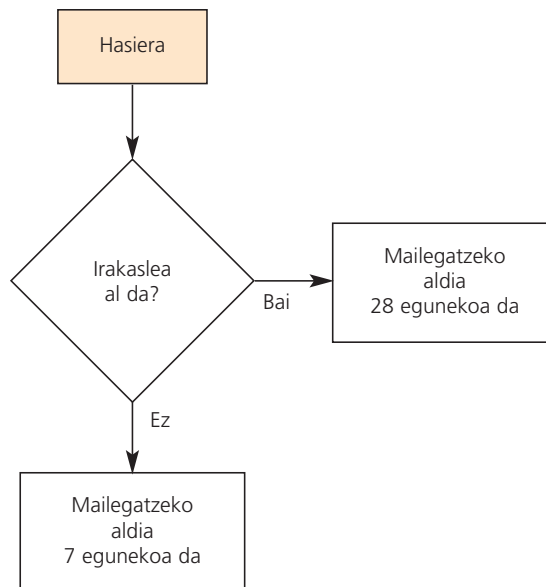 Hasiera
Irakaslea
al da?
Bai
Mailegatzeko
aldia
28 egunekoa da
Ez
Mailegatzeko
aldia
7 egunekoa da